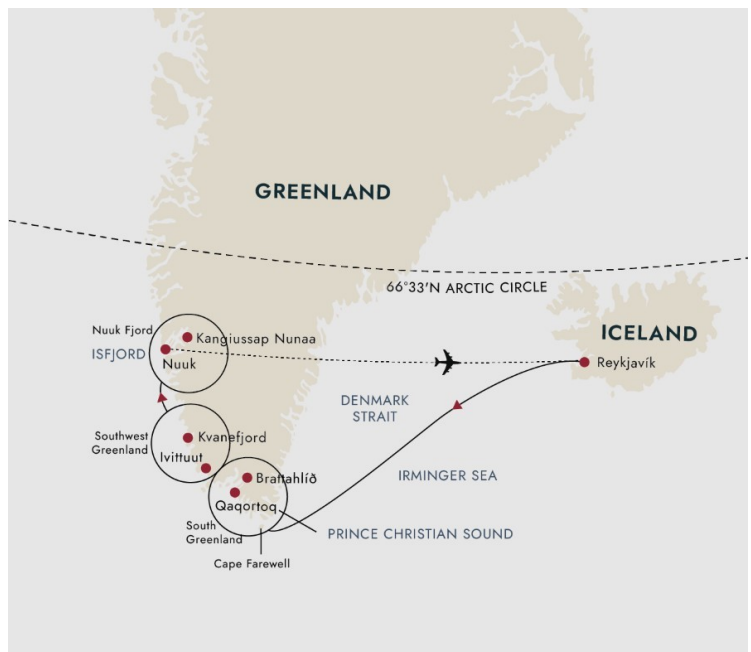 GREENLAND
66°33'N ARCTIC CIRCLE
Nuuk Fjord
Kangiussap Nunaa
ISFJORD
Nuuk
ICELAND
Reykjavík
DENMARK
STRAIT
Southwest
Greenland
Kvanefjord
Ivittuut
IRMINGER SEA
Brattahlíð
Qaqortoq
South
Greenland
PRINCE CHRISTIAN SOUND
Cape Farewell